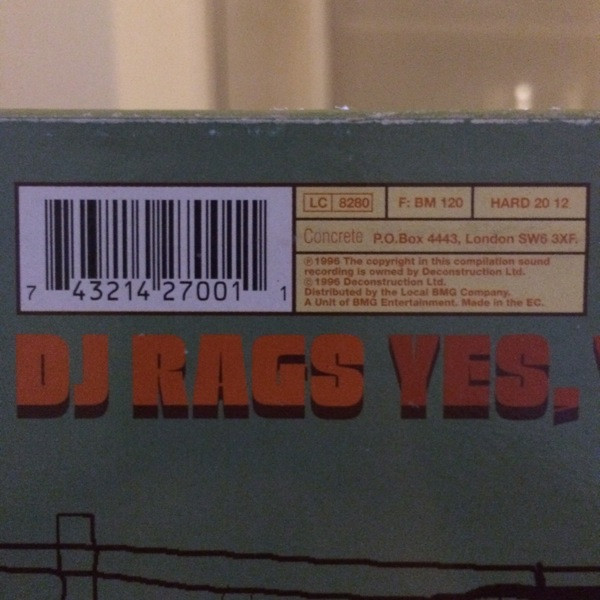 LC 8280 F: BM 120 HARD 20 12
Concrete P.O.Box 4443, London SW6 3XF.
℗1996 The copyright in this compilation sound
recording is owned by Deconstruction Ltd.
©1996 Deconstruction Ltd.
Distributed by the Local BMG Company.
A Unit of BMG Entertainment. Made in the EC.
7 43214 27001 1
DJ RAGS YES,